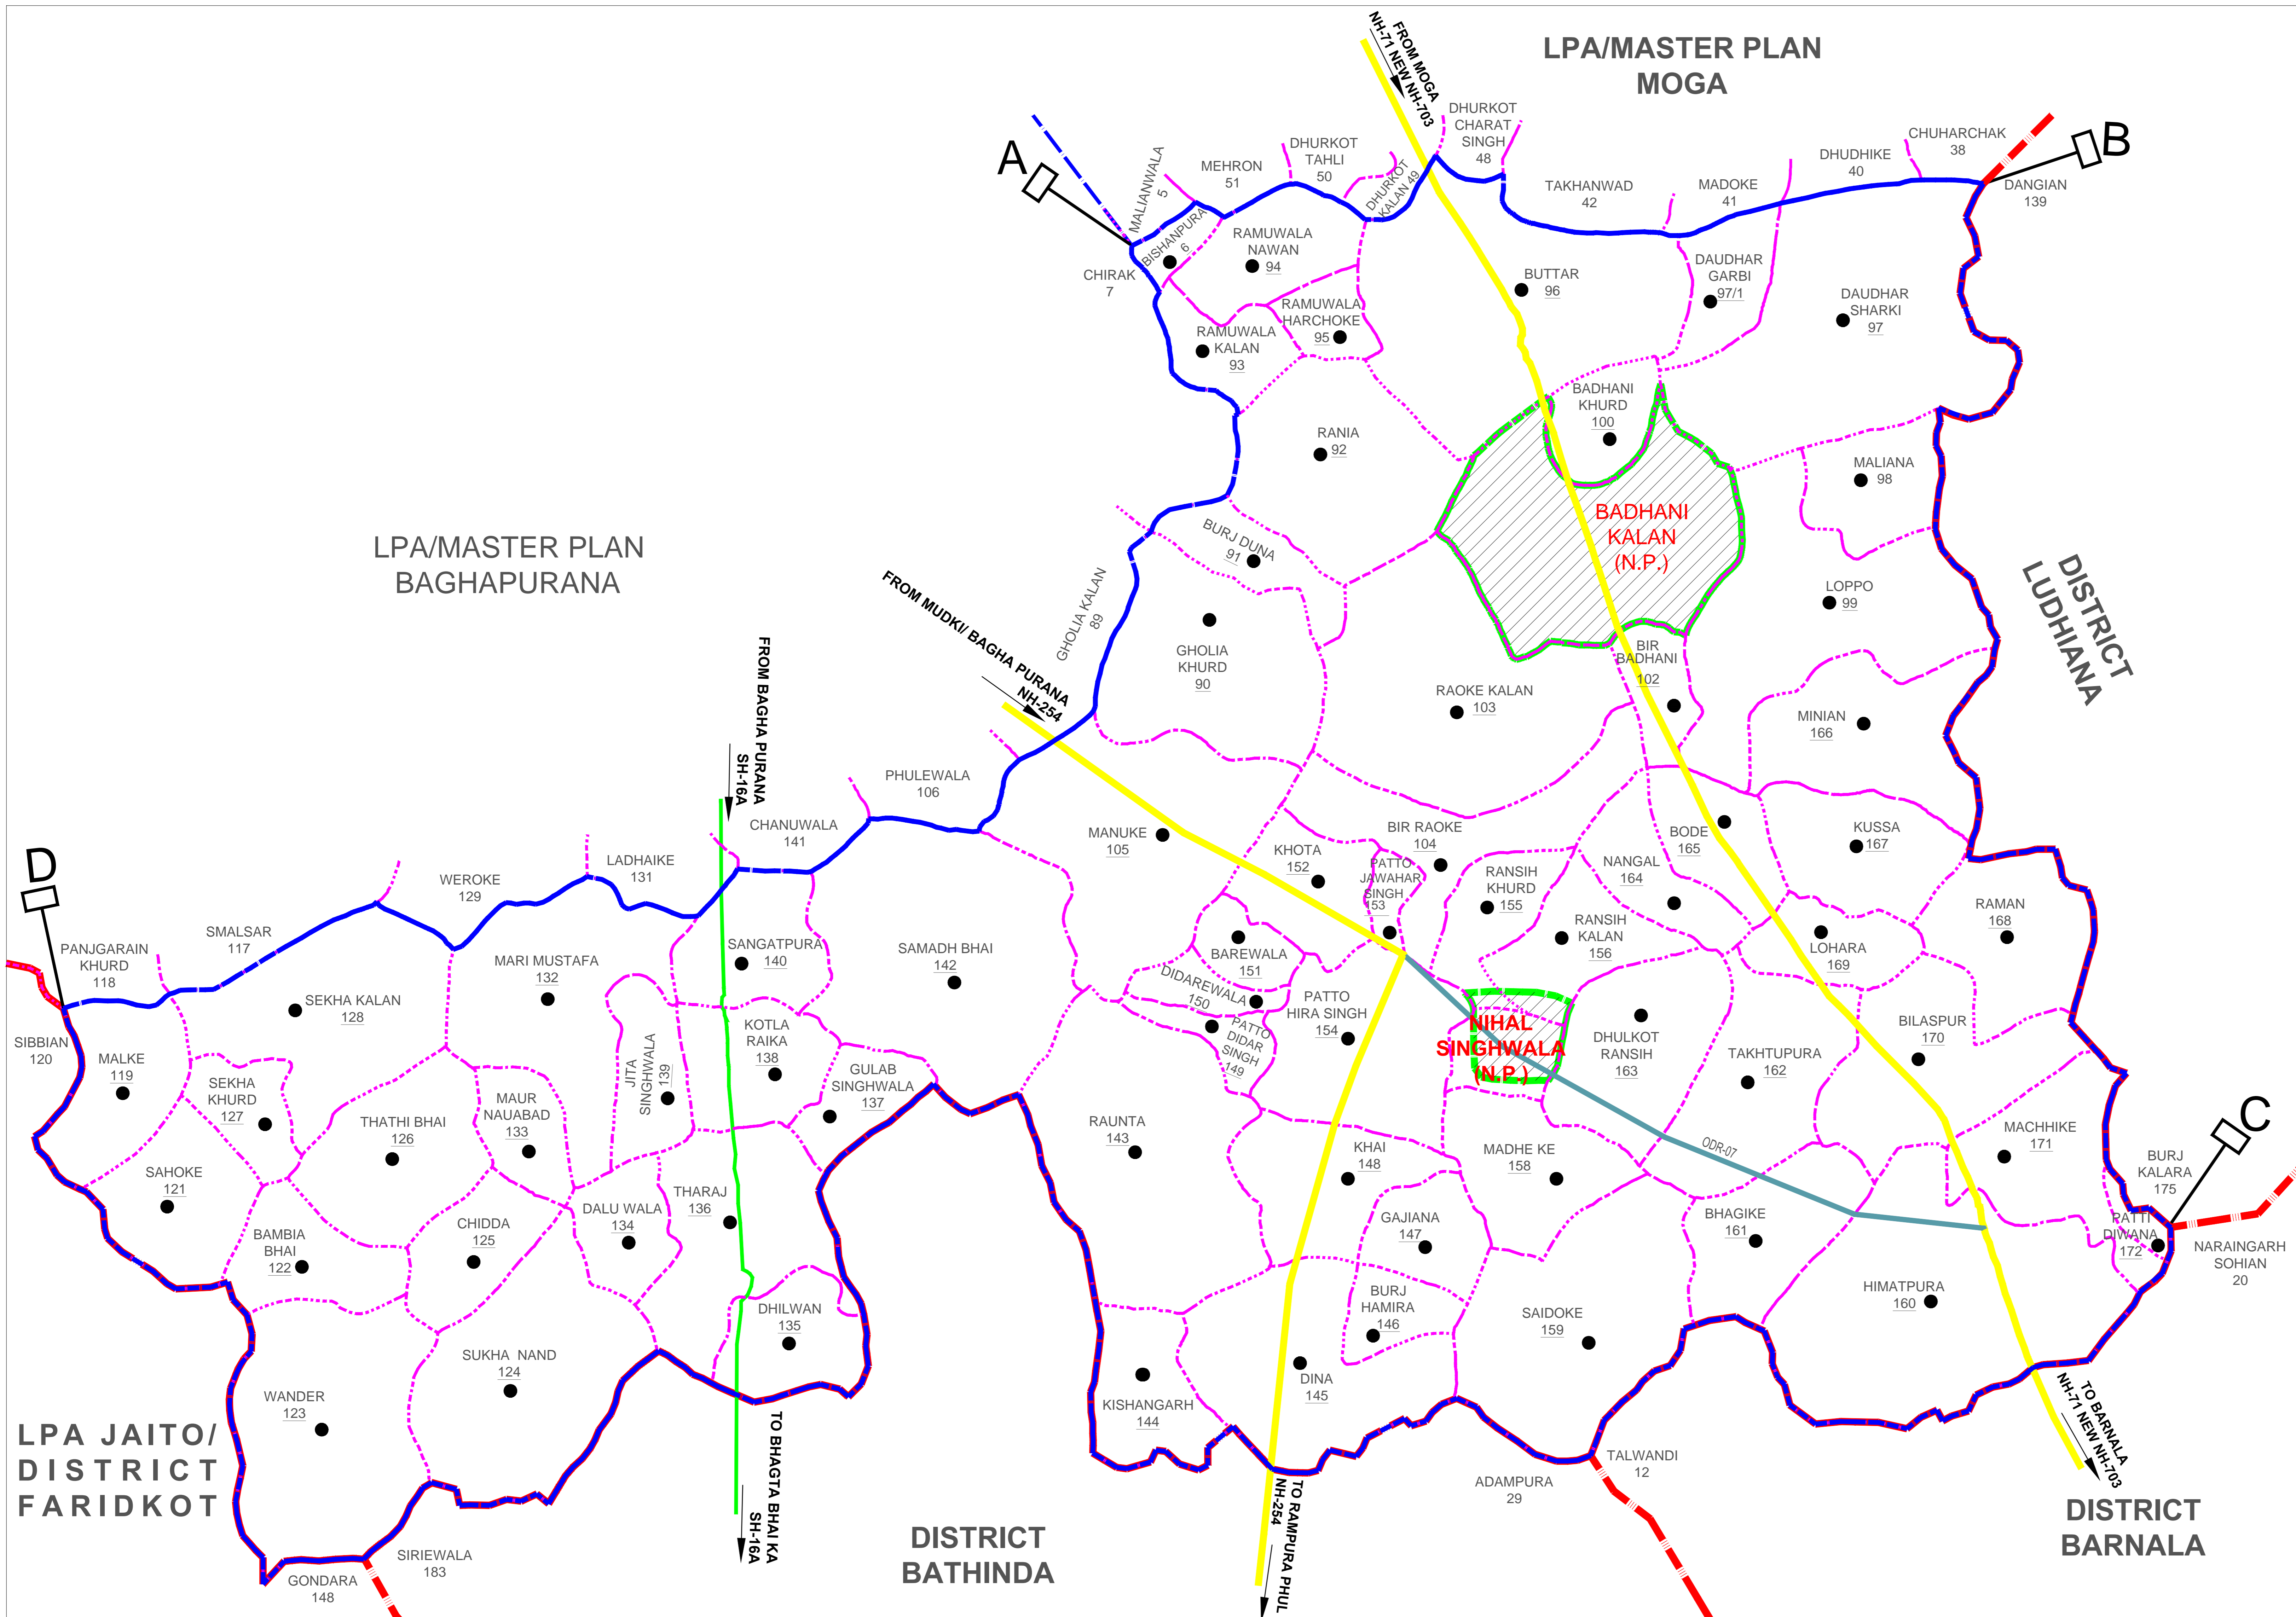 LPA/MASTER PLAN
MOGA
FROM MOGA
NH-71 NEW NH-703
A
B
MALIANWALA
5
MEHRON
51
DHURKOT
TAHLI
50
DHURKOT
KALAN 49
DHURKOT
CHARAT
SINGH
48
TAKHANWAD
42
MADOKE
41
DHUDHIKE
40
CHUHARCHAK
38
DANGIAN
139
CHIRAK
7
BISHANPURA
6
RAMUWALA
NAWAN
94
RAMUWALA
HARCHOKE
95
RAMUWALA
KALAN
93
BUTTAR
96
DAUDHAR
GARBI
97/1
DAUDHAR
SHARKI
97
RANIA
92
BADHANI
KHURD
100
MALIANA
98
BADHANI
KALAN
(N.P.)
LPA/MASTER PLAN
BAGHAPURANA
BURJ DUNA
91
GHOLIA KALAN
89
GHOLIA
KHURD
90
LOPPO
99
DISTRICT
LUDHIANA
FROM MUDKI/ BAGHA PURANA
NH-254
FROM BAGHA PURANA
SH-16A
BIR
BADHANI
102
RAOKE KALAN
103
MINIAN
166
PHULEWALA
106
CHANUWALA
141
LADHAIKE
131
WEROKE
129
SMALSAR
117
D
PANJGARAIN
KHURD
118
MANUKE
105
KHOTA
152
BIR RAOKE
104
PATTO
JAWAHAR
SINGH
153
RANSIH
KHURD
155
NANGAL
164
BODE
165
KUSSA
167
RANSIH
KALAN
156
LOHARA
169
RAMAN
168
SANGATPURA
140
SAMADH BHAI
142
BAREWALA
151
DIDAREWALA
150
PATTO
DIDAR
SINGH
149
PATTO
HIRA SINGH
154
MARI MUSTAFA
132
SEKHA KALAN
128
SIBBIAN
120
MALKE
119
SEKHA
KHURD
127
THATHI BHAI
126
MAUR
NAUABAD
133
JITA
SINGHWALA
139
KOTLA
RAIKA
138
GULAB
SINGHWALA
137
NIHAL
SINGHWALA
(N.P.)
DHULKOT
RANSIH
163
TAKHTUPURA
162
BILASPUR
170
MACHHIKE
171
C
BURJ
KALARA
175
SAHOKE
121
BAMBIA
BHAI
122
CHIDDA
125
DALU WALA
134
THARAJ
136
RAUNTA
143
KHAI
148
MADHE KE
158
ODR-07
GAJIANA
147
BHAGIKE
161
PATTI
DIWANA
172
NARAINGARH
SOHIAN
20
HIMATPURA
160
DHILWAN
135
BURJ
HAMIRA
146
SAIDOKE
159
SUKHA NAND
124
WANDER
123
KISHANGARH
144
DINA
145
LPA JAITO/
DISTRICT
FARIDKOT
TO BHAGTA BHAI KA
SH-16A
TO RAMPURA PHUL
NH-254
ADAMPURA
29
TALWANDI
12
TO BARNALA
NH-71 NEW NH-703
DISTRICT
BATHINDA
DISTRICT
BARNALA
SIRIEWALA
183
GONDARA
148